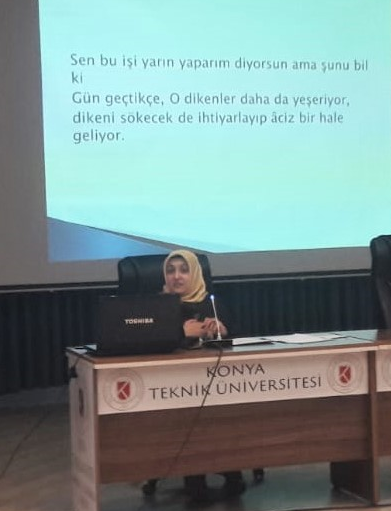 Sen bu işi yarın yaparım diyorsun ama şunu bil
ki
Gün geçtikçe, O dikenler daha da yeşeriyor,
dikeni sökecek de ihtiyarlayıp âciz bir hale
geliyor.
TOSHIBA
KONYA
TEKNİK ÜNİVERSİTESİ